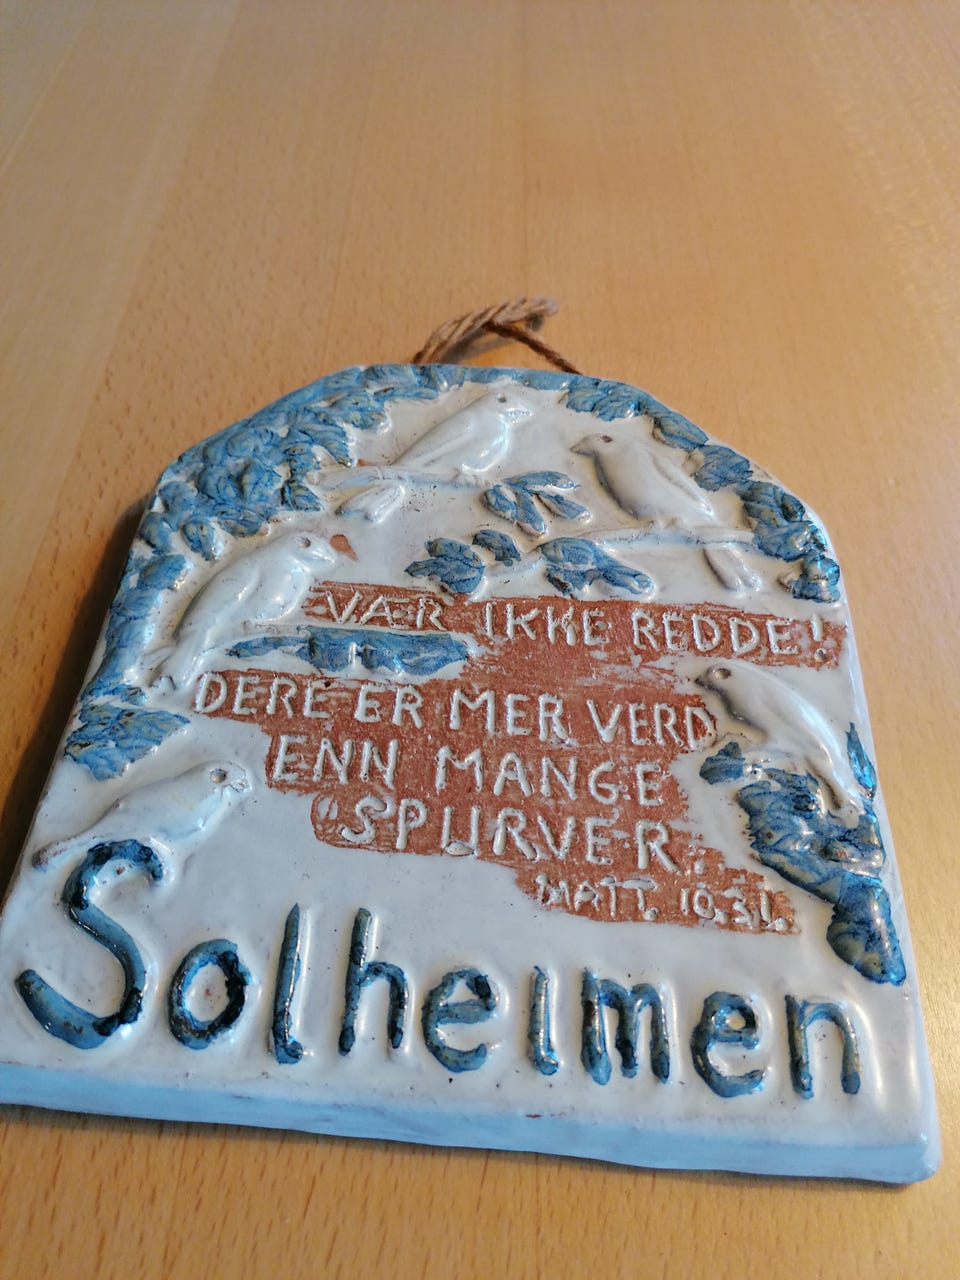 VÆR IKKE REDDE!
DERE ER MER VERD
ENN MANGE
SPURVER.
MATT. 10.31.
Solheimen